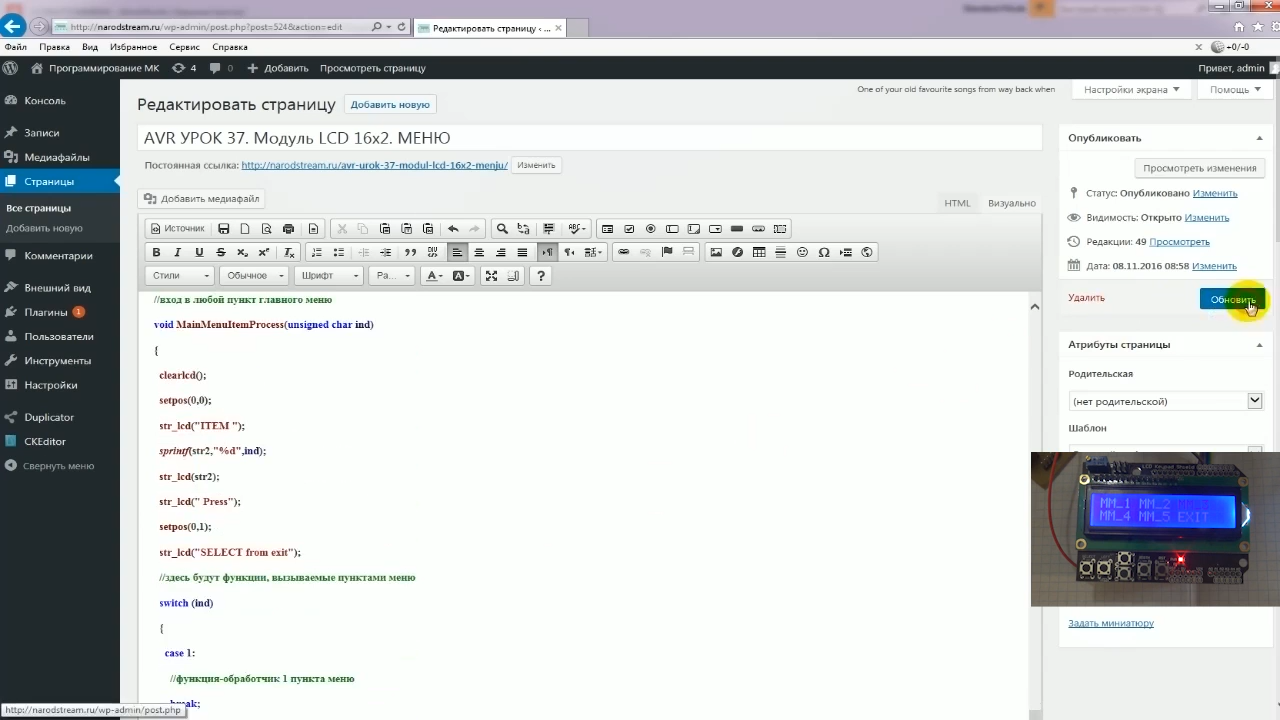 http://narodstream.ru/wp-admin/post.php?post=524&action=edit
Редактировать страницу ‹ ...
Файл Правка Вид Избранное Сервис Справка
+0/-0
Программирование МК 4 0 Добавить Просмотреть страницу
Привет, admin
Консоль
Записи
Медиафайлы
Страницы
Все страницы
Добавить новую
Комментарии
Внешний вид
Плагины 1
Пользователи
Инструменты
Настройки
Duplicator
CKEditor
Свернуть меню
Редактировать страницу Добавить новую
One of your old favourite songs from way back when
Настройки экрана
Помощь
AVR УРОК 37. Модуль LCD 16x2. МЕНЮ
Постоянная ссылка: http://narodstream.ru/avr-urok-37-modul-lcd-16x2-menju/ Изменить
Добавить медиафайл
HTML Визуально
Источник
Стили Обычное Шрифт Ра...
//вход в любой пункт главного меню
void MainMenuItemProcess(unsigned char ind)
{
clearlcd();
setpos(0,0);
str_lcd("ITEM ");
sprintf(str2,"%d",ind);
str_lcd(str2);
str_lcd(" Press");
setpos(0,1);
str_lcd("SELECT from exit");
//здесь будут функции, вызываемые пунктами меню
switch (ind)
{
case 1:
//функция-обработчик 1 пункта меню
break;
Опубликовать
Просмотреть изменения
Статус: Опубликовано Изменить
Видимость: Открыто Изменить
Редакции: 49 Просмотреть
Дата: 08.11.2016 08:58 Изменить
Удалить
Обновить
Атрибуты страницы
Родительская
(нет родительской)
Шаблон
LCD Keypad Shield
MM_1 MM_2
MM_4 MM_5 EXIT
Задать миниатюру
http://narodstream.ru/wp-admin/post.php